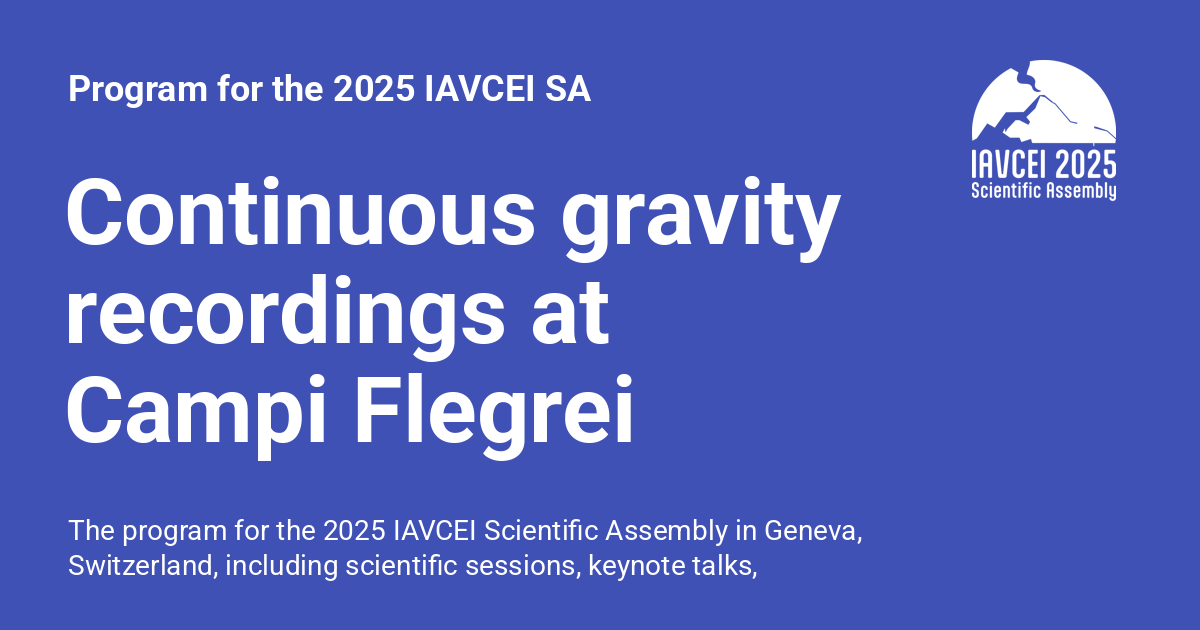 Program for the 2025 IAVCEI SA
IAVCEI 2025
Scientific Assembly
Continuous gravity
recordings at
Campi Flegrei
The program for the 2025 IAVCEI Scientific Assembly in Geneva,
Switzerland, including scientific sessions, keynote talks,